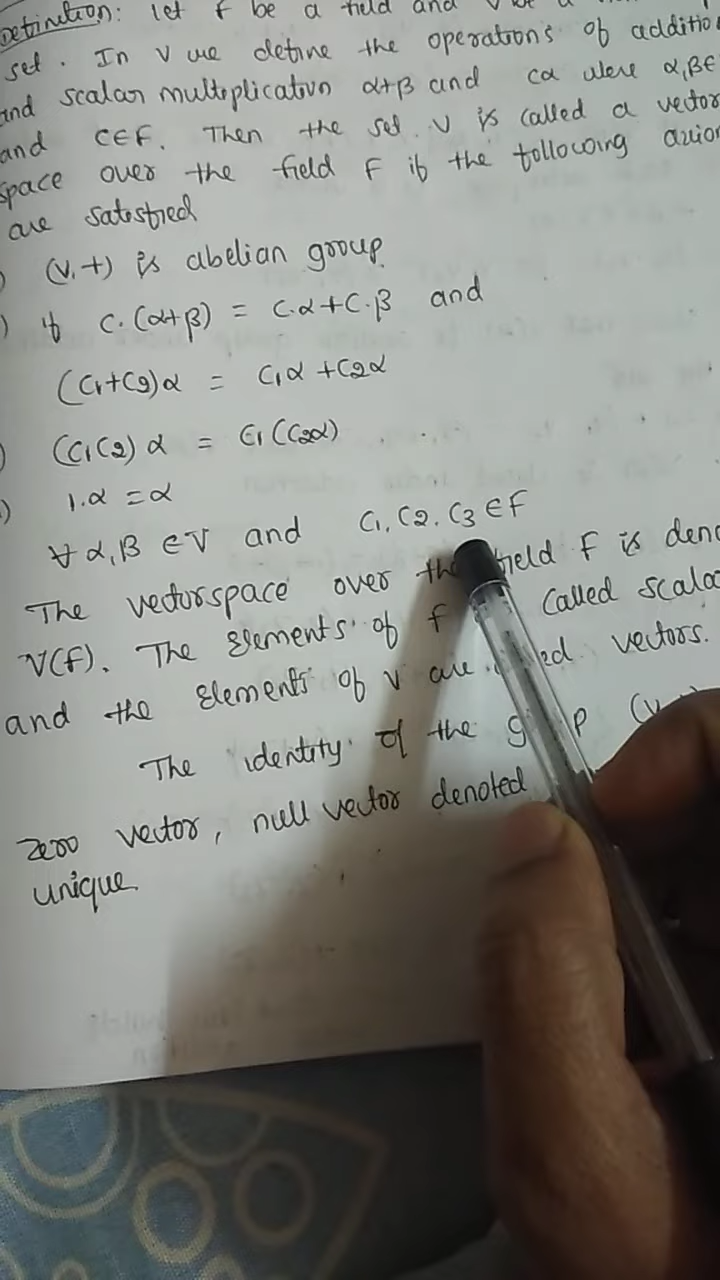 Definition: let F be a field and V be a
set. In V we define the operations of additio
and scalar multiplication α+β and cα where α,β∈
and C∈F. Then the set V is called a vector
space over the field F if the following axiom
are satisfied
) (V,+) is abelian group.
) if C.(α+β) = C.α+C.β and
(C1+C2)α = C1α+C2α
) (C1C2)α = C1(C2α)
) 1.α = α
∀ α,β ∈V and C1, C2. C3 ∈F
The vectorspace over the field F is deno
V(F). The Elements of F called scala
and the Elements of V are vectors.
The identity of the (V
Zero vector, null vector denoted
unique